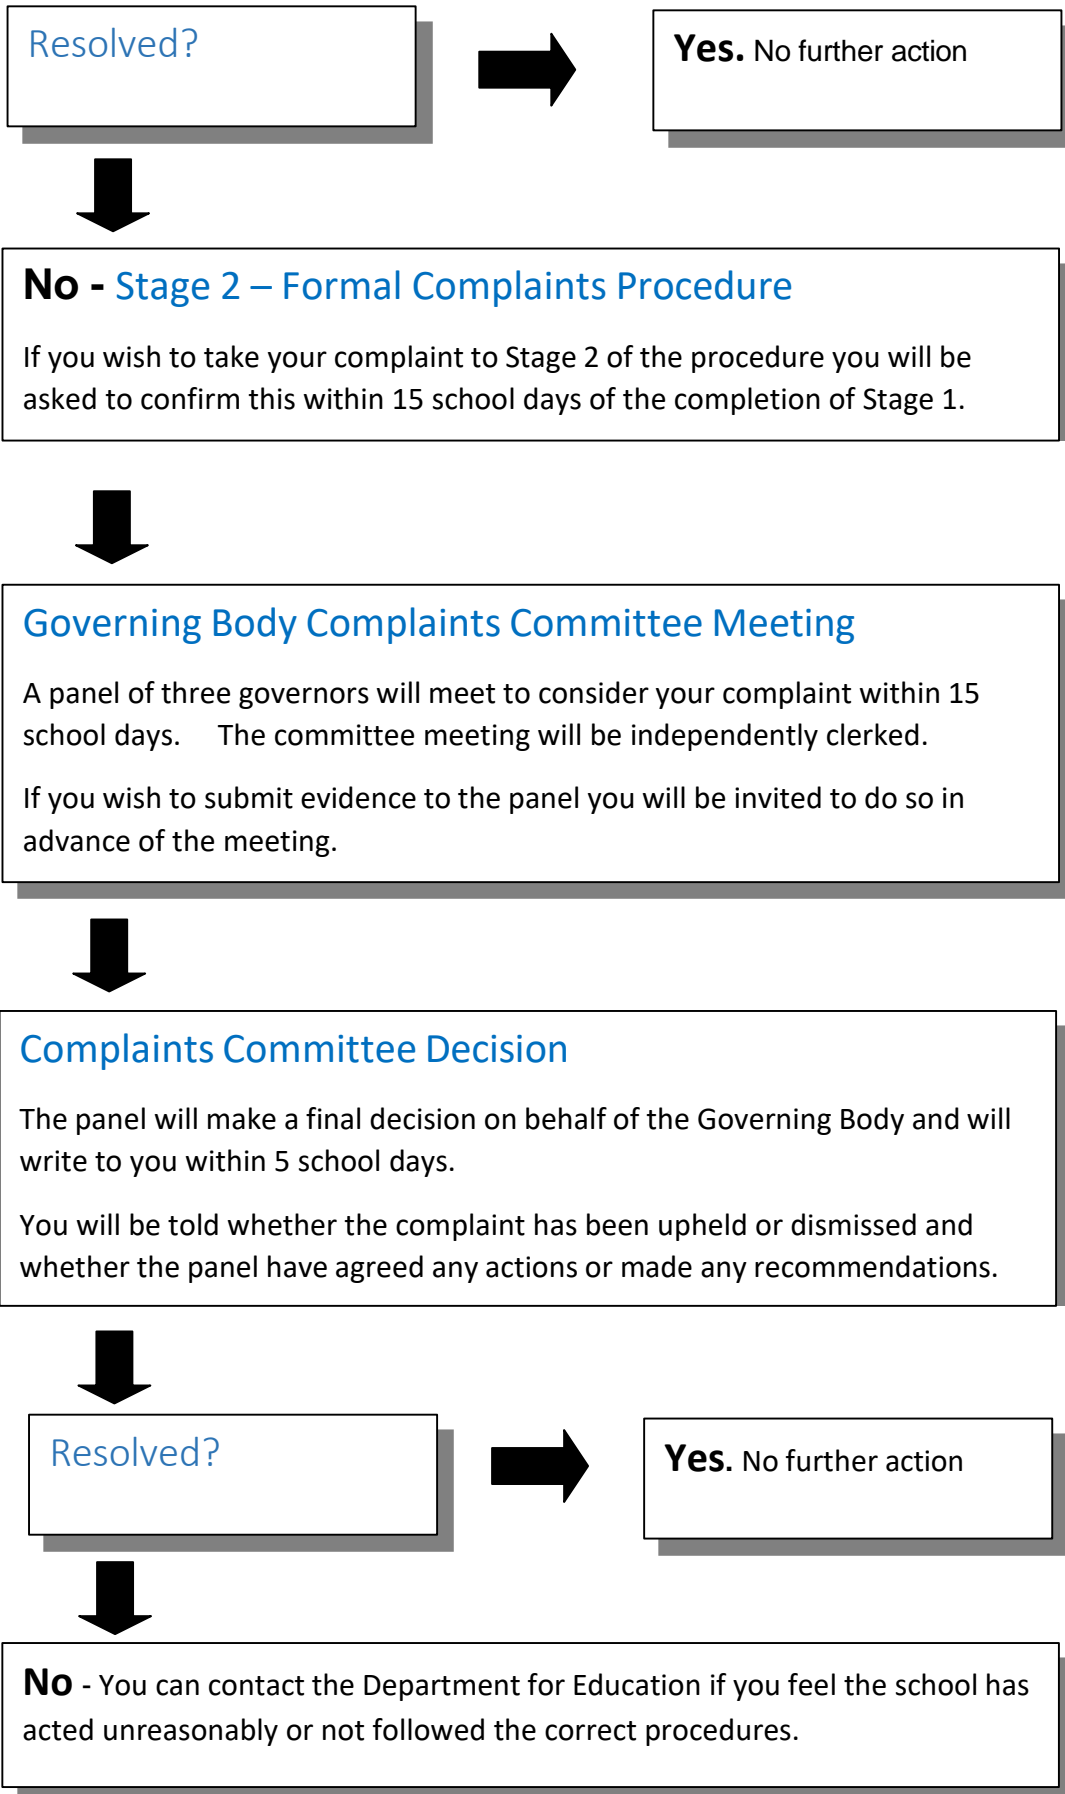 Resolved?
Yes. No further action
No - Stage 2 – Formal Complaints Procedure
If you wish to take your complaint to Stage 2 of the procedure you will be
asked to confirm this within 15 school days of the completion of Stage 1.
Governing Body Complaints Committee Meeting
A panel of three governors will meet to consider your complaint within 15
school days. The committee meeting will be independently clerked.
If you wish to submit evidence to the panel you will be invited to do so in
advance of the meeting.
Complaints Committee Decision
The panel will make a final decision on behalf of the Governing Body and will
write to you within 5 school days.
You will be told whether the complaint has been upheld or dismissed and
whether the panel have agreed any actions or made any recommendations.
Resolved?
Yes. No further action
No - You can contact the Department for Education if you feel the school has
acted unreasonably or not followed the correct procedures.